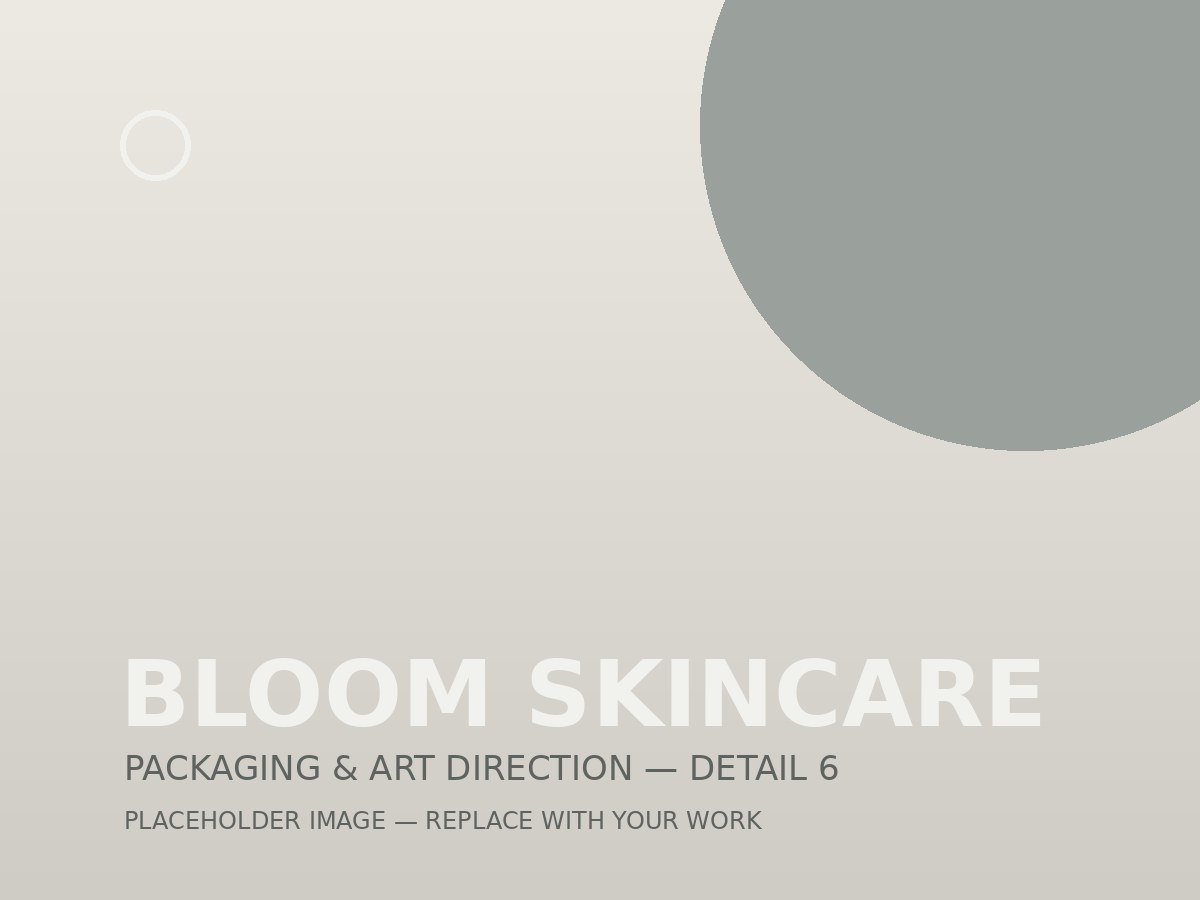 BLOOM SKINCARE
PACKAGING & ART DIRECTION — DETAIL 6
PLACEHOLDER IMAGE — REPLACE WITH YOUR WORK